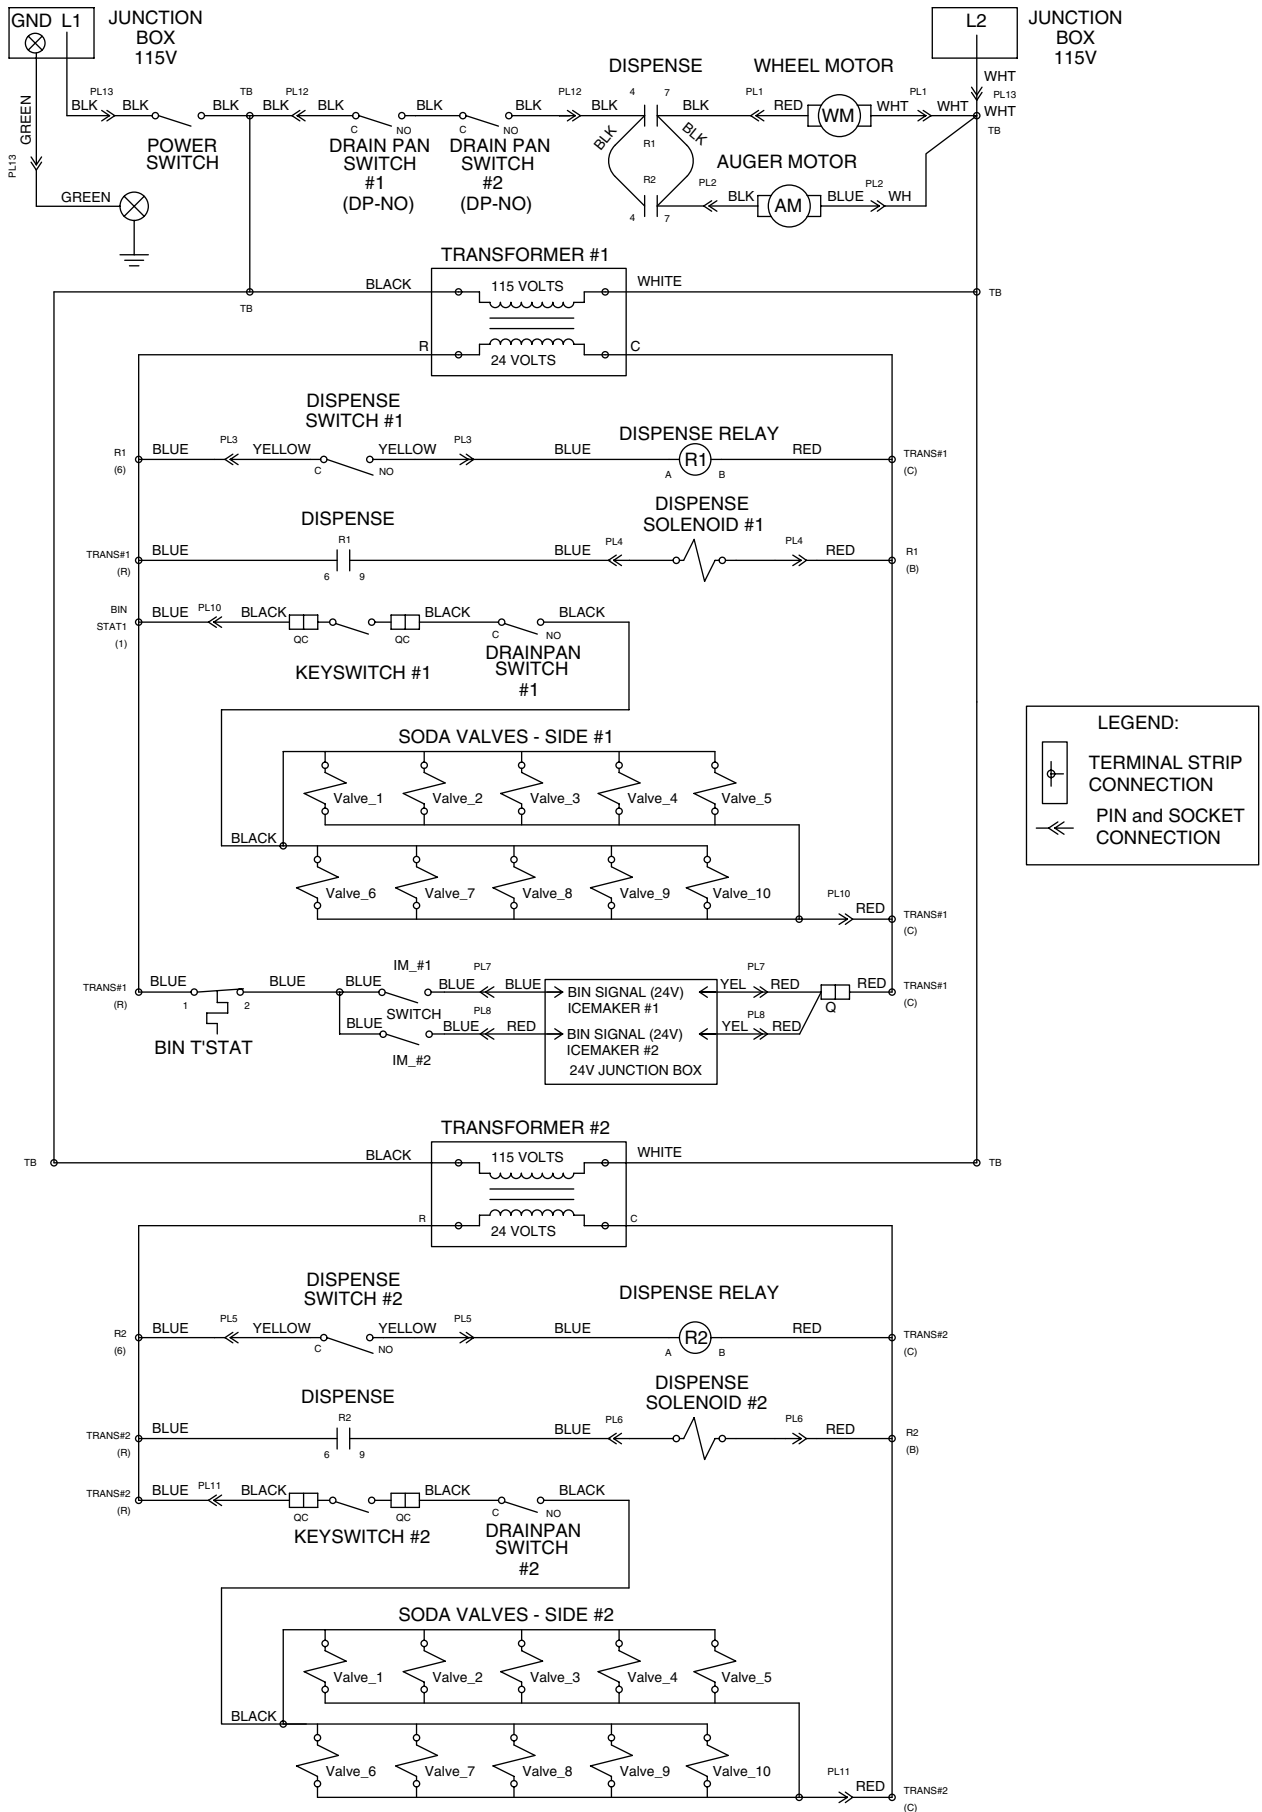 GND L1
JUNCTION
BOX
115V
L2
JUNCTION
BOX
115V
GREEN
PL13
GREEN
BLK PL13 BLK
POWER
SWITCH
BLK TB BLK PL12 BLK
C NO
DRAIN PAN
SWITCH
#1
(DP-NO)
BLK
C NO
DRAIN PAN
SWITCH
#2
(DP-NO)
BLK PL12 BLK
DISPENSE
4 7
R1
BLK BLK
R2
4 7
WHEEL MOTOR
BLK PL1 RED WM WHT PL1 WHT
WHT
PL13
WHT
TB
AUGER MOTOR
PL2 BLK AM BLUE PL2 WH
TRANSFORMER #1
BLACK 115 VOLTS WHITE
TB TB
R 24 VOLTS C
DISPENSE
SWITCH #1
DISPENSE RELAY
R1
(6)
BLUE PL3 YELLOW YELLOW PL3 BLUE R1 RED
C NO A B
TRANS#1
(C)
DISPENSE
DISPENSE
SOLENOID #1
TRANS#1
(R)
BLUE R1 BLUE PL4 PL4 RED
6 9
R1
(B)
BIN
STAT1
(1)
BLUE PL10 BLACK BLACK BLACK
QC QC C NO
KEYSWITCH #1
DRAINPAN
SWITCH
#1
SODA VALVES - SIDE #1
Valve_1 Valve_2 Valve_3 Valve_4 Valve_5
BLACK
Valve_6 Valve_7 Valve_8 Valve_9 Valve_10
PL10 RED
TRANS#1
(C)
TRANS#1
(R)
BLUE BLUE BLUE
1 2
BIN T'STAT
IM_#1
SWITCH
BLUE
IM_#2
BLUE PL7 BLUE
BLUE PL8 RED
BIN SIGNAL (24V)
ICEMAKER #1
BIN SIGNAL (24V)
ICEMAKER #2
24V JUNCTION BOX
YEL PL7 RED
YEL PL8 RED
Q
RED
TRANS#1
(C)
LEGEND:
TERMINAL STRIP
CONNECTION
PIN and SOCKET
CONNECTION
TRANSFORMER #2
TB BLACK 115 VOLTS WHITE TB
R 24 VOLTS C
DISPENSE
SWITCH #2
DISPENSE RELAY
R2
(6)
BLUE PL5 YELLOW YELLOW PL5 BLUE R2 RED
C NO A B
TRANS#2
(C)
DISPENSE
DISPENSE
SOLENOID #2
TRANS#2
(R)
BLUE R2 BLUE PL6 PL6 RED
6 9
R2
(B)
TRANS#2
(R)
BLUE PL11 BLACK BLACK BLACK
QC QC C NO
KEYSWITCH #2
DRAINPAN
SWITCH
#2
SODA VALVES - SIDE #2
Valve_1 Valve_2 Valve_3 Valve_4 Valve_5
BLACK
Valve_6 Valve_7 Valve_8 Valve_9 Valve_10
PL11 RED
TRANS#2
(C)